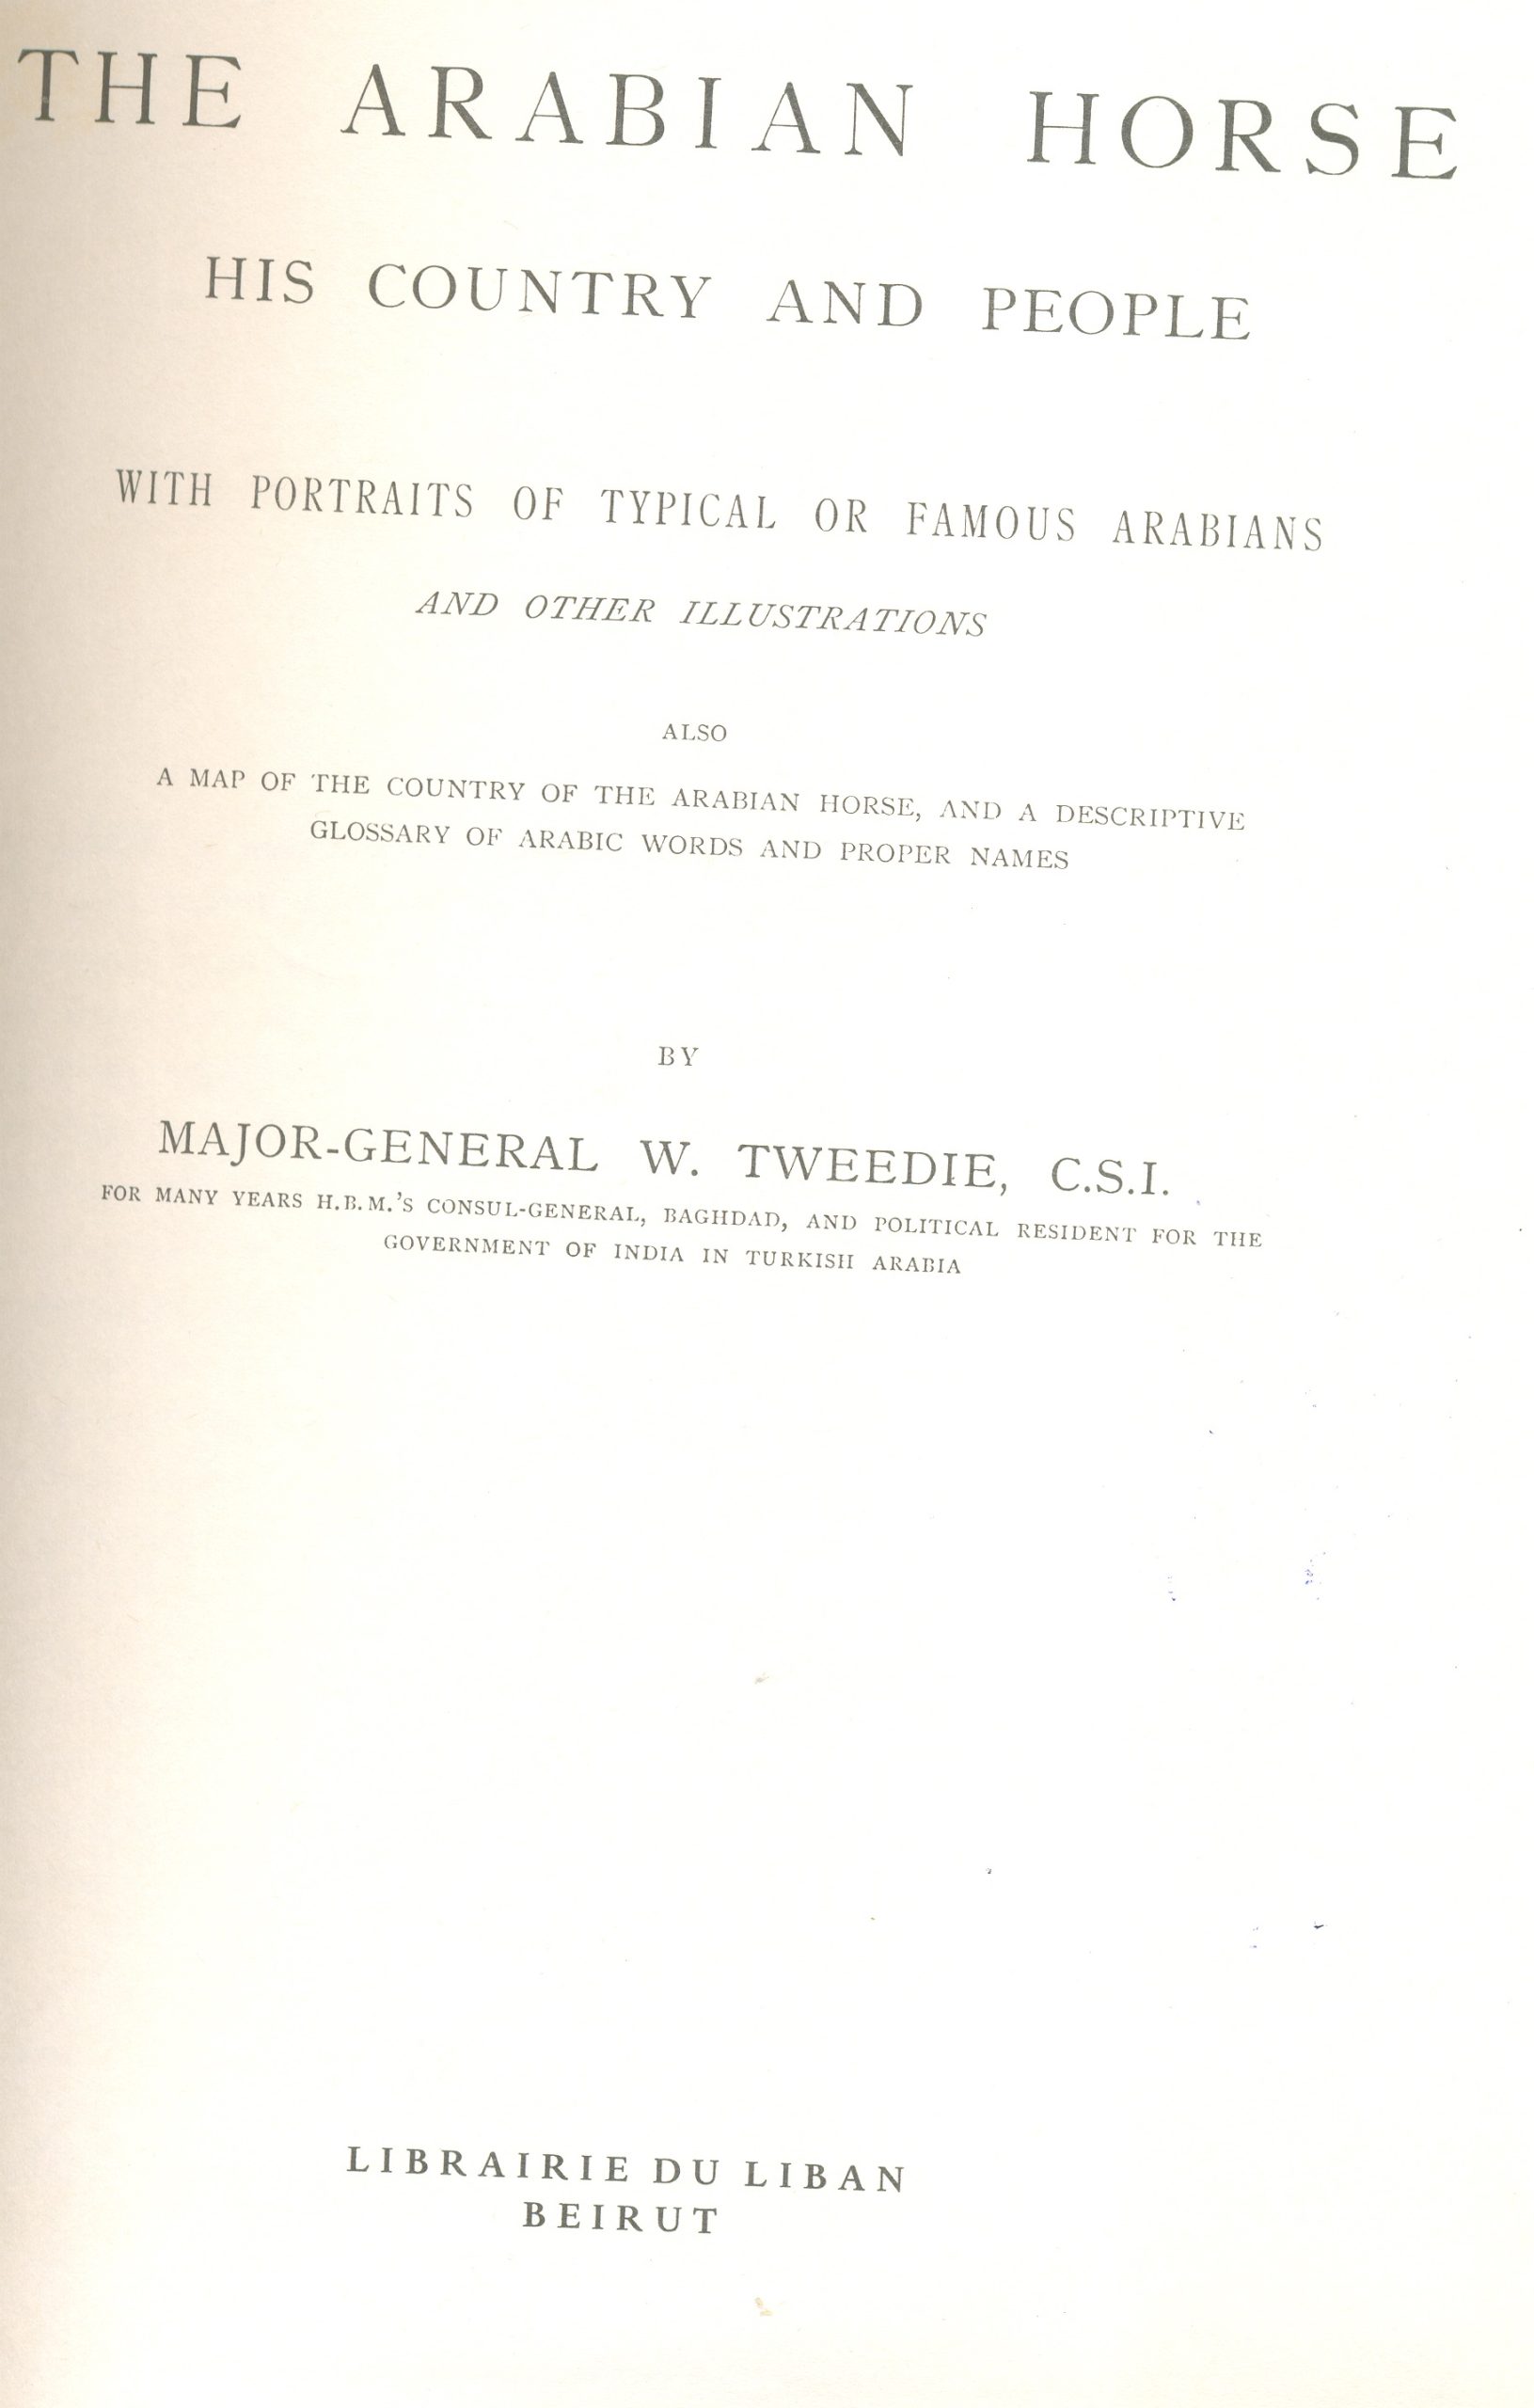 THE ARABIAN HORSE
HIS COUNTRY AND PEOPLE
WITH PORTRAITS OF TYPICAL OR FAMOUS ARABIANS
AND OTHER ILLUSTRATIONS
ALSO
A MAP OF THE COUNTRY OF THE ARABIAN HORSE, AND A DESCRIPTIVE
GLOSSARY OF ARABIC WORDS AND PROPER NAMES
BY
MAJOR-GENERAL W. TWEEDIE, C.S.I.
FOR MANY YEARS H.B.M.'S CONSUL-GENERAL, BAGHDAD, AND POLITICAL RESIDENT FOR THE
GOVERNMENT OF INDIA IN TURKISH ARABIA
LIBRAIRIE DU LIBAN
BEIRUT